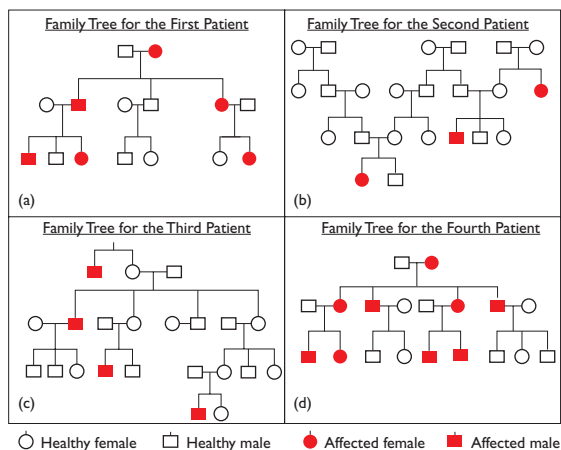 Family Tree for the First Patient
Family Tree for the Second Patient
(a)
(b)
Family Tree for the Third Patient
Family Tree for the Fourth Patient
(c)
(d)
Healthy female
Healthy male
Affected female
Affected male